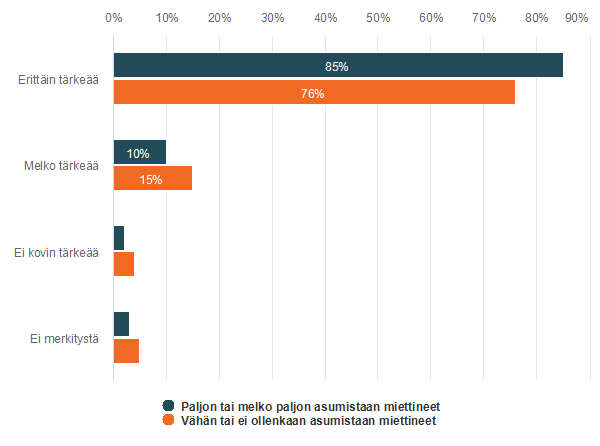 0% 10% 20% 30% 40% 50% 60% 70% 80% 90%
Erittäin tärkeää 85%
76%
Melko tärkeää 10%
15%
Ei kovin tärkeää
Ei merkitystä
Paljon tai melko paljon asumistaan miettineet
Vähän tai ei ollenkaan asumistaan miettineet